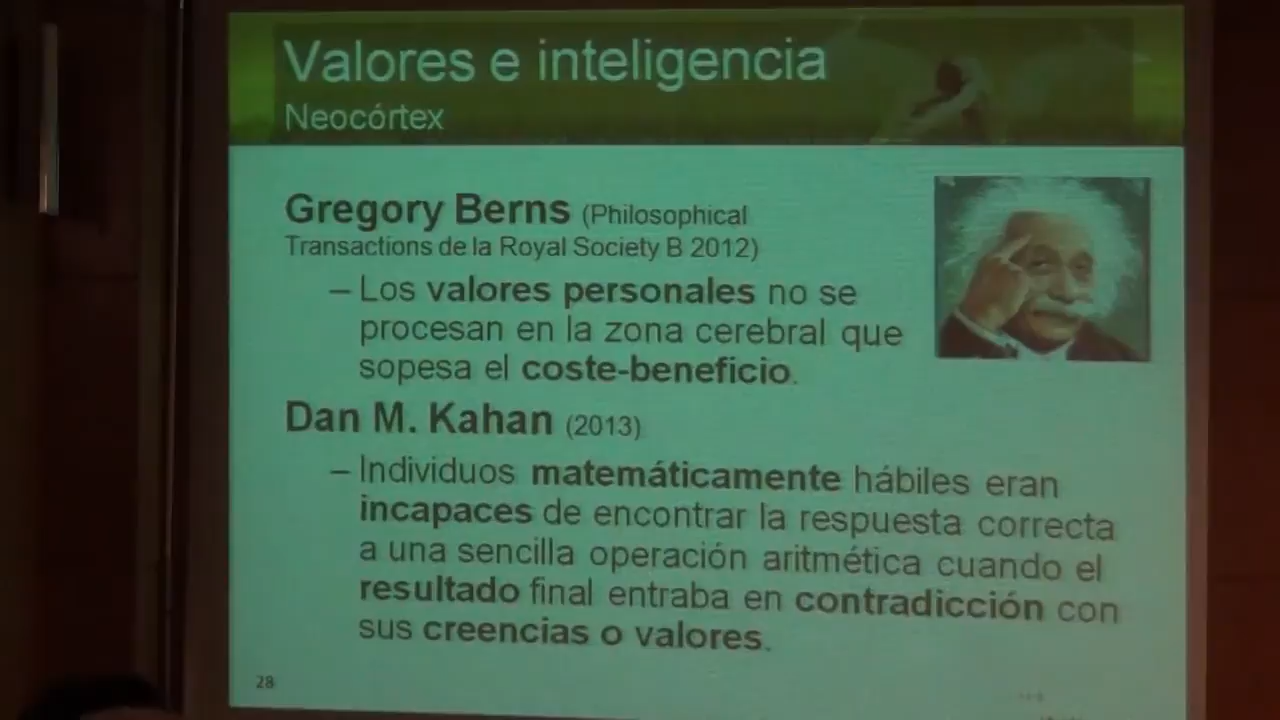 Valores e inteligencia
Neocórtex
Gregory Berns (Philosophical
Transactions de la Royal Society B 2012)
– Los valores personales no se
procesan en la zona cerebral que
sopesa el coste-beneficio.
Dan M. Kahan (2013)
– Individuos matemáticamente hábiles eran
incapaces de encontrar la respuesta correcta
a una sencilla operación aritmética cuando el
resultado final entraba en contradicción con
sus creencias o valores.
28